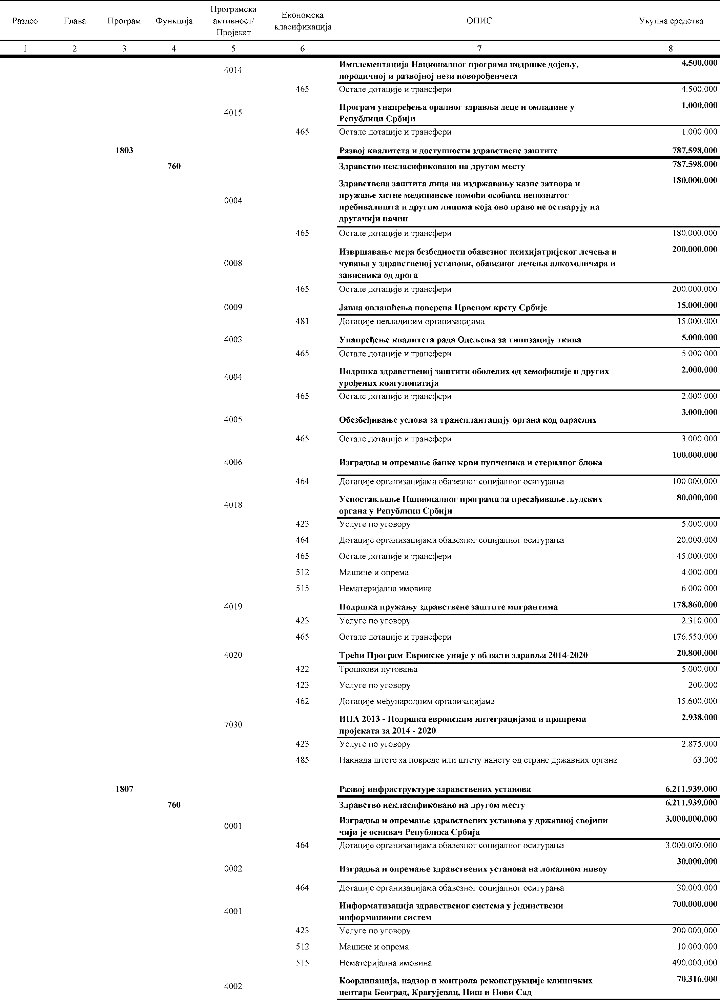 Раздео Глава Програм Функција Програмска активност/ Пројекат Економска класификација ОПИС Укупна средства
1 2 3 4 5 6 7 8
4014 Имплементација Националног програма подршке дојењу, 4.500.000
породичној и развојној нези новорођенчета
465 Остале дотације и трансфери 4.500.000
4015 Програм унапређења оралног здравља деце и омладине у 1.000.000
Републици Србији
465 Остале дотације и трансфери 1.000.000
1803 Развој квалитета и доступности здравствене заштите 787.598.000
760 Здравство некласификовано на другом месту 787.598.000
0004 Здравствена заштита лица на издржавању казне затвора и 180.000.000
пружање хитне медицинске помоћи особама непознатог
пребивалишта и другим лицима која ово право не остварују на
другачији начин
465 Остале дотације и трансфери 180.000.000
0008 Извршавање мера безбедности обавезног психијатријског лечења и 200.000.000
чувања у здравственој установи, обавезног лечења алкохоличара и
зависника од дрога
465 Остале дотације и трансфери 200.000.000
0009 Јавна овлашћења поверена Црвеном крсту Србије 15.000.000
481 Дотације невладиним организацијама 15.000.000
4003 Унапређење квалитета рада Одељења за типизацију ткива 5.000.000
465 Остале дотације и трансфери 5.000.000
4004 Подршка здравственој заштити оболелих од хемофилије и других 2.000.000
урођених коагулопатија
465 Остале дотације и трансфери 2.000.000
4005 Обезбеђивање услова за трансплантацију органа код одраслих 3.000.000
465 Остале дотације и трансфери 3.000.000
4006 Изградња и опремање банке крви пупченика и стерилног блока 100.000.000
464 Дотације организацијама обавезног социјалног осигурања 100.000.000
4018 Успостављање Националног програма за пресађивање људских 80.000.000
органа у Републици Србији
423 Услуге по уговору 5.000.000
464 Дотације организацијама обавезног социјалног осигурања 20.000.000
465 Остале дотације и трансфери 45.000.000
512 Машине и опрема 4.000.000
515 Нематеријална имовина 6.000.000
4019 Подршка пружању здравствене заштите мигрантима 178.860.000
423 Услуге по уговору 2.310.000
465 Остале дотације и трансфери 176.550.000
4020 Трећи Програм Европске уније у области здравља 2014-2020 20.800.000
422 Трошкови путовања 5.000.000
423 Услуге по уговору 200.000
462 Дотације међународним организацијама 15.600.000
7030 ИПА 2013 - Подршка европским интеграцијама и припрема 2.938.000
пројеката за 2014 - 2020
423 Услуге по уговору 2.875.000
485 Накнада штете за повреде или штету нанету од стране државних органа 63.000
1807 Развој инфраструктуре здравствених установа 6.211.939.000
760 Здравство некласификовано на другом месту 6.211.939.000
0001 Изградња и опремање здравствених установа у државној својини 3.000.000.000
чији је оснивач Република Србија
464 Дотације организацијама обавезног социјалног осигурања 3.000.000.000
0002 Изградња и опремање здравствених установа на локалном нивоу 30.000.000
464 Дотације организацијама обавезног социјалног осигурања 30.000.000
4001 Информатизација здравственог система у јединствени 700.000.000
информациони систем
423 Услуге по уговору 200.000.000
512 Машине и опрема 10.000.000
515 Нематеријална имовина 490.000.000
4002 Координација, надзор и контрола реконструкције клиничких 70.316.000
центара Београд, Крагујевац, Ниш и Нови Сад